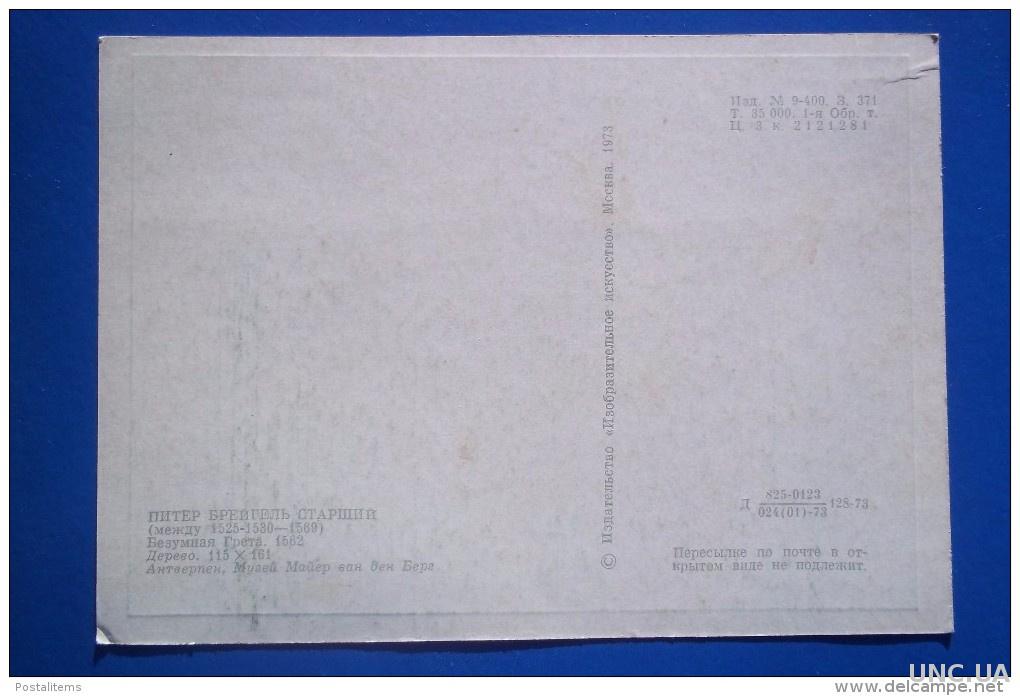 Изд. № 9-400. З. 371
Т. 35 000. 1-я Обр. т.
Ц. 3 к. 2121281
© Издательство «Изобразительное искусство». Москва. 1973
ПИТЕР БРЕЙГЕЛЬ СТАРШИЙ
(между 1525-1530—1569)
Безумная Грета. 1562
Дерево. 115 × 161
Антверпен, Музей Майер ван ден Берг
Д 825-0123
024(01)-73 128-73
Пересылке по почте в от-
крытом виде не подлежит.
Postalitems
UNC.UA
www.delcampe.net